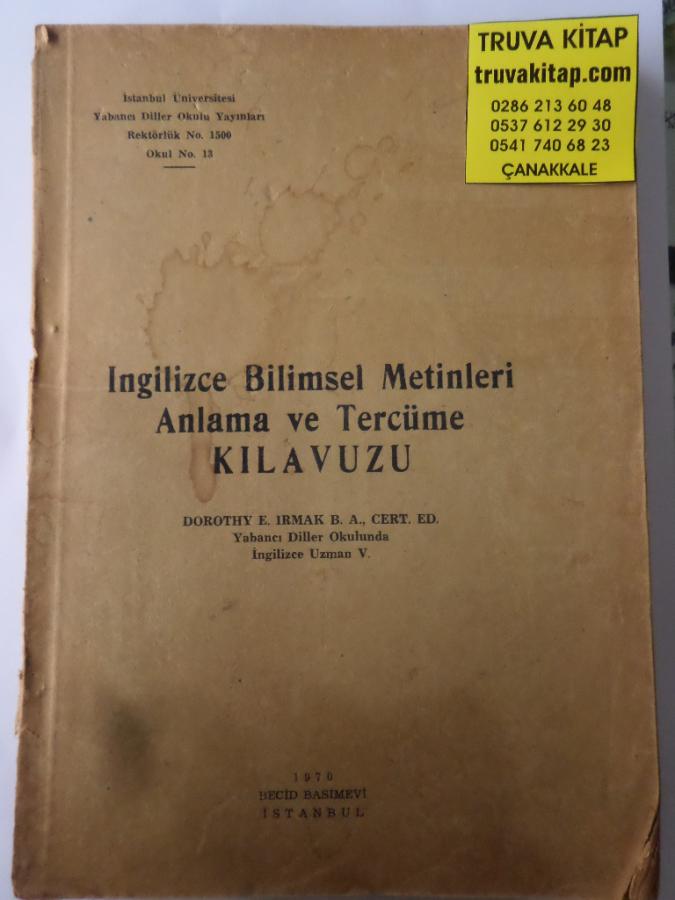 TRUVA KİTAP
truvakitap.com
0286 213 60 48
0537 612 29 30
0541 740 68 23
ÇANAKKALE
İstanbul Üniversitesi
Yabancı Diller Okulu Yayınları
Rektörlük No. 1500
Okul No. 13
Ingilizce Bilimsel Metinleri
Anlama ve Tercüme
KILAVUZU
DOROTHY E. IRMAK B. A., CERT. ED.
Yabancı Diller Okulunda
İngilizce Uzman V.
1970
BECİD BASIMEVİ
İSTANBUL